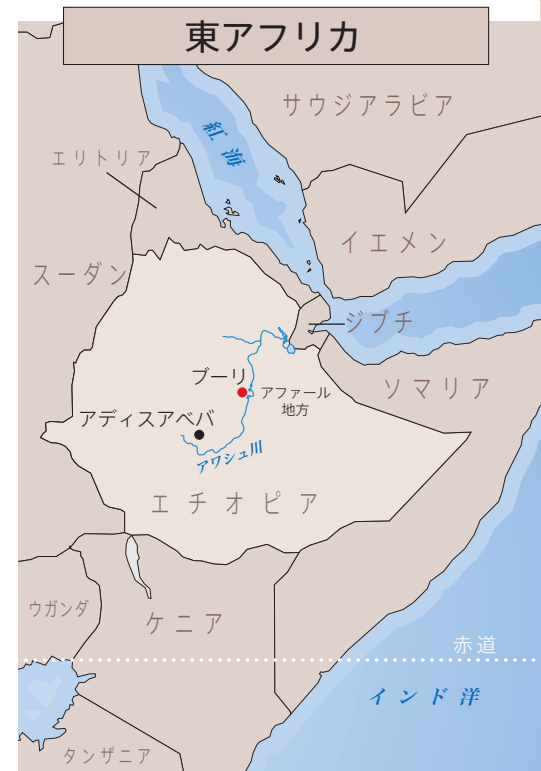 東アフリカ
サウジアラビア
紅海
エリトリア
イエメン
スーダン
ジブチ
ブーリ
アファール
地方
ソマリア
アディスアベバ
アワシュ川
エチオピア
ウガンダ
ケニア
赤道
インド洋
タンザニア